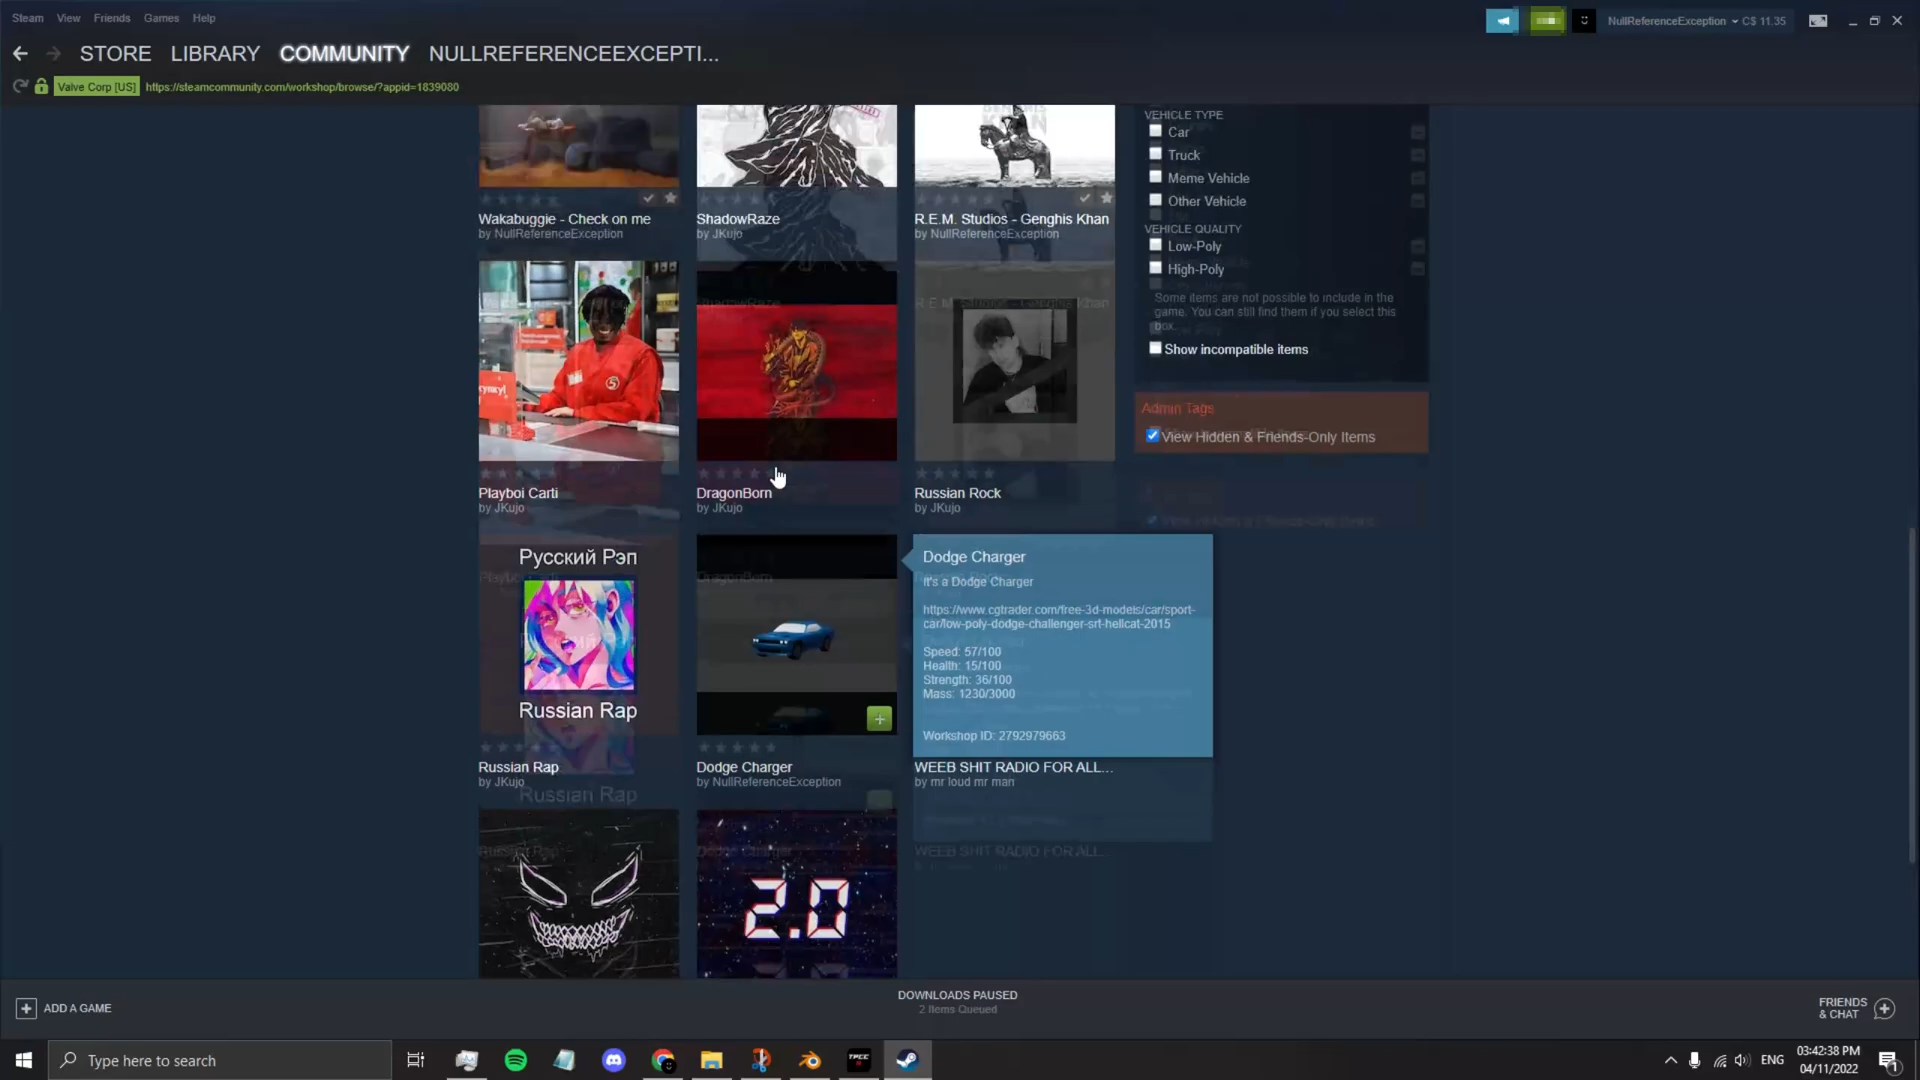 Steam View Friends Games Help
NullReferenceException C$ 11.35
STORE LIBRARY COMMUNITY NULLREFERENCEEXCEPTI...
Valve Corp [US] https://steamcommunity.com/workshop/browse/?appid=1839080
VEHICLE TYPE
Car
Truck
Meme Vehicle
Other Vehicle
VEHICLE QUALITY
Low-Poly
High-Poly
Some items are not possible to include in the
game. You can still find them if you select this
box.
Show incompatible items
Admin Tags
View Hidden & Friends-Only Items
Wakabuggie - Check on me
by NullReferenceException
ShadowRaze
by JKujo
R.E.M. Studios - Genghis Khan
by NullReferenceException
Playboi Carti
by JKujo
DragonBorn
by JKujo
Russian Rock
by JKujo
Русский Рэп
Russian Rap
Russian Rap
by JKujo
Dodge Charger
by NullReferenceException
Dodge Charger
It's a Dodge Charger
https://www.cgtrader.com/free-3d-models/car/sport-
car/low-poly-dodge-challenger-srt-hellcat-2015
Speed: 57/100
Health: 15/100
Strength: 36/100
Mass: 1230/3000
Workshop ID: 2792979663
WEEB SHIT RADIO FOR ALL...
by mr loud mr man
2.0
ADD A GAME
DOWNLOADS PAUSED
2 Items Queued
FRIENDS
& CHAT
Type here to search
ENG
03:42:38 PM
04/11/2022